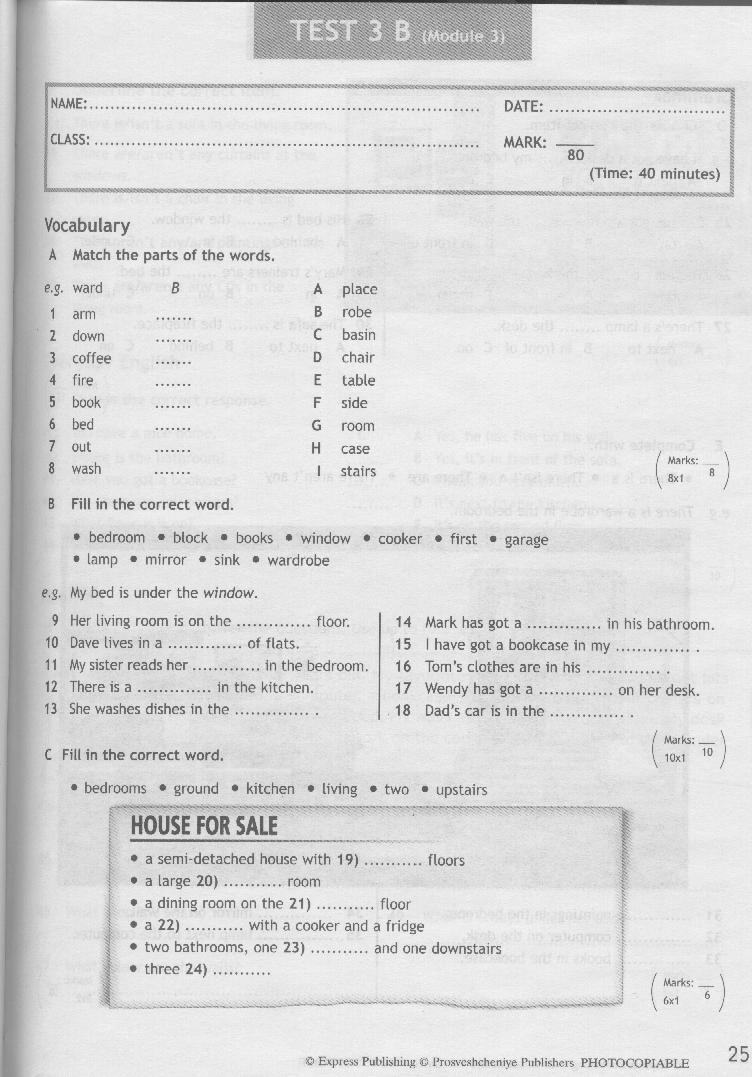 TEST 3 B (Module 3)
NAME:........................................................................ DATE: ..............................
CLASS: ...................................................................... MARK: ____
80
(Time: 40 minutes)
Vocabulary
A Match the parts of the words.
e.g. ward B A place
1 arm ....... B robe
2 down ....... C basin
3 coffee ....... D chair
4 fire ....... E table
5 book ....... F side
6 bed ....... G room
7 out ....... H case
8 wash ....... I stairs
Marks: __
8x1 8
B Fill in the correct word.
• bedroom • block • books • window • cooker • first • garage
• lamp • mirror • sink • wardrobe
e.g. My bed is under the window.
9 Her living room is on the ............. floor.
10 Dave lives in a ............. of flats.
11 My sister reads her ............ in the bedroom.
12 There is a ............. in the kitchen.
13 She washes dishes in the ............. .
14 Mark has got a ............. in his bathroom.
15 I have got a bookcase in my ............. .
16 Tom's clothes are in his ............. .
17 Wendy has got a ............. on her desk.
18 Dad's car is in the ............. .
Marks: __
10x1 10
C Fill in the correct word.
• bedrooms • ground • kitchen • living • two • upstairs
HOUSE FOR SALE
• a semi-detached house with 19) ........... floors
• a large 20) ........... room
• a dining room on the 21) ........... floor
• a 22) ........... with a cooker and a fridge
• two bathrooms, one 23) ........... and one downstairs
• three 24) ...........
Marks: __
6x1 6
© Express Publishing © Prosveshcheniye Publishers PHOTOCOPIABLE
25